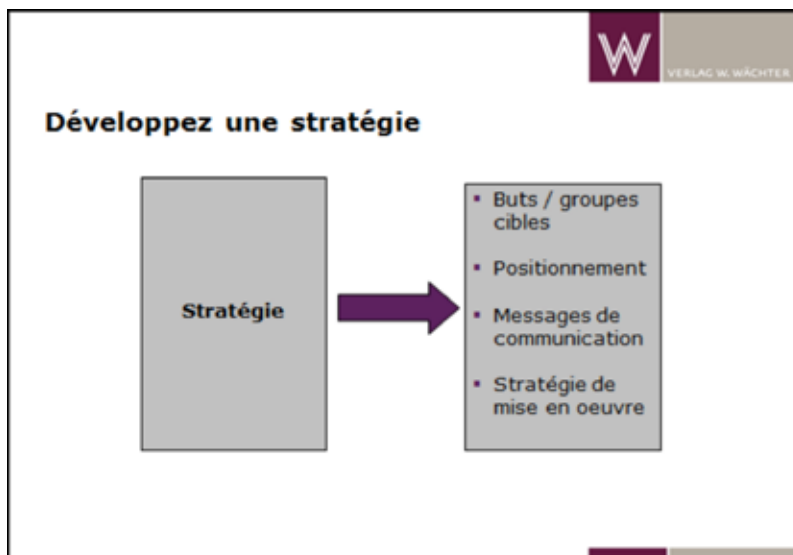 W
VERLAG W. WÄCHTER
Développez une stratégie
Stratégie
▪ Buts / groupes
cibles
▪ Positionnement
▪ Messages de
communication
▪ Stratégie de
mise en oeuvre